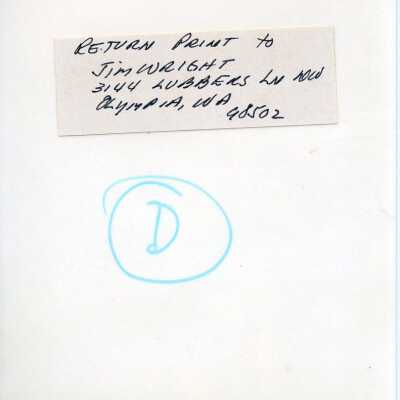 RETURN PRINT to
Jim WRIGHT
3144 LUBBERS LN NW
OLYMPIA, WA
98502
D